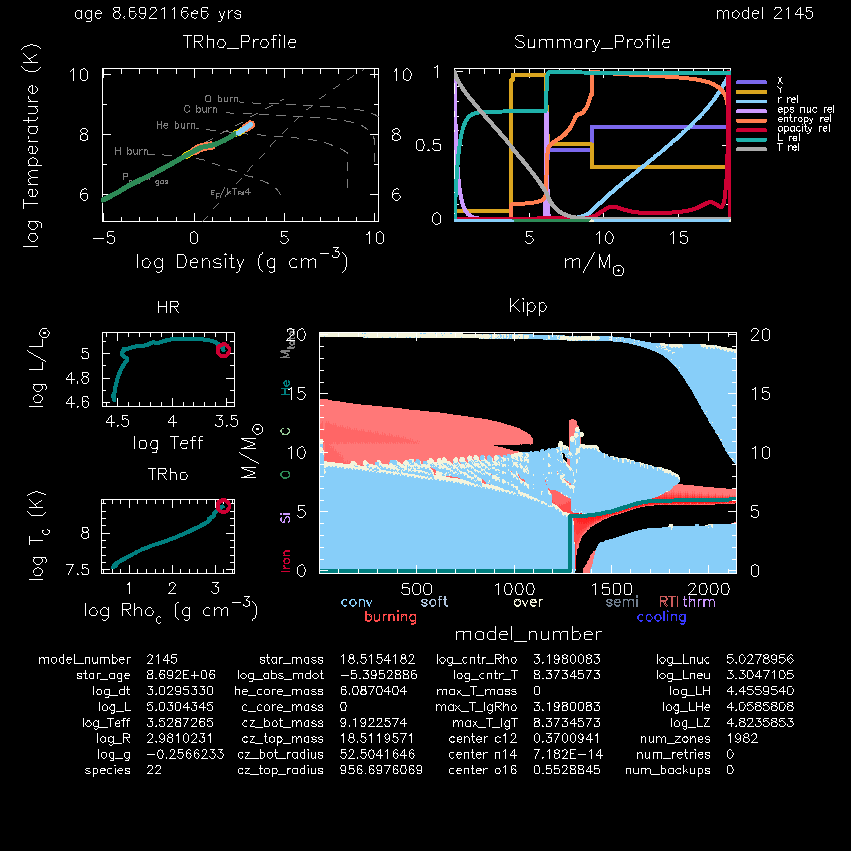 age 8.692116e6 yrs model 2145
TRho_Profile Summary_Profile
log Temperature (K)
10 8 6
10 8 6
O burn
C burn
He burn
H burn
gas
−5 0 5 10
log Density (g cm⁻³)
1 0.5 0
5 10 15
m/M☉
X
Y
r rel
eps nuc rel
entropy rel
opacity rel
L rel
T rel
HR
log L/L☉
5 4.8 4.6
4.5 4 3.5
log Teff
TRho
log T_c (K)
8 7.5
1 2 3
log Rho_c (g cm⁻³)
Kipp
M/M☉
Iron Si O C He
20 15 10 5 0
20 15 10 5 0
500 1000 1500 2000
conv soft over semi RTI thrm
burning cooling
model_number
model_number 2145 star_mass 18.5154182 log_cntr_Rho 3.1980083 log_Lnuc 5.0278956
star_age 8.692E+06 log_abs_mdot −5.3952886 log_cntr_T 8.3734573 log_Lneu 3.3047105
log_dt 3.0295330 he_core_mass 6.0870404 max_T_mass 0 log_LH 4.4559540
log_L 5.0304345 c_core_mass 0 max_T_lgRho 3.1980083 log_LHe 4.0585808
log_Teff 3.5287265 cz_bot_mass 9.1922574 max_T_lgT 8.3734573 log_LZ 4.8235853
log_R 2.9810231 cz_top_mass 18.5119571 center c12 0.3700941 num_zones 1982
log_g −0.2566233 cz_bot_radius 52.5041646 center n14 7.182E−14 num_retries 0
species 22 cz_top_radius 956.6976069 center o16 0.5528845 num_backups 0